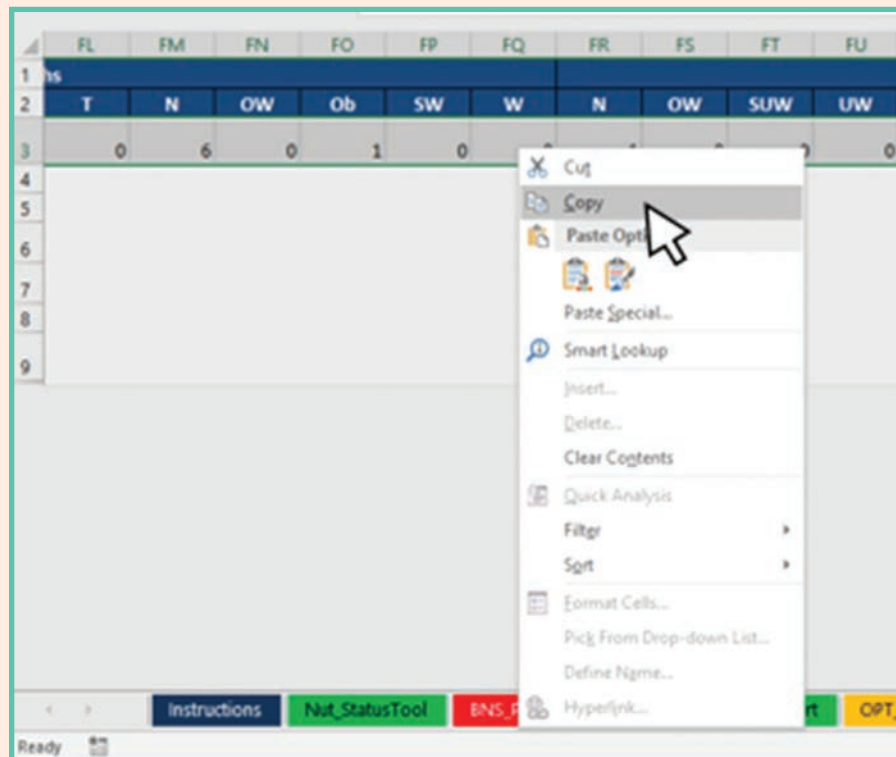 FL FM FN FO FP FQ FR FS FT FU
1 hs
2 T N OW Ob SW W N OW SUW UW
3 0 6 0 1 0 0
4
5
6
7
8
9
Cut
Copy
Paste Opti
Paste Special...
Smart Lookup
Insert...
Delete...
Clear Contents
Quick Analysis
Filter
Sort
Format Cells...
Pick From Drop-down List...
Define Name...
Hyperlink...
Instructions Nut_StatusTool BNS_ rt OPT_
Ready